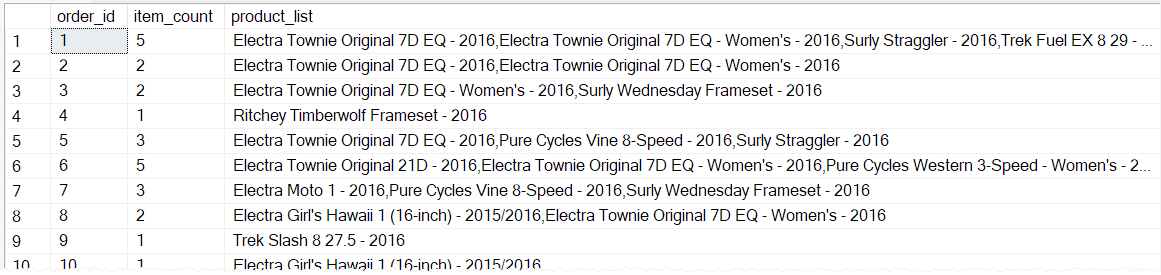 order_id item_count product_list
1 1 5 Electra Townie Original 7D EQ - 2016,Electra Townie Original 7D EQ - Women's - 2016,Surly Straggler - 2016,Trek Fuel EX 8 29 - ...
2 2 2 Electra Townie Original 7D EQ - 2016,Electra Townie Original 7D EQ - Women's - 2016
3 3 2 Electra Townie Original 7D EQ - Women's - 2016,Surly Wednesday Frameset - 2016
4 4 1 Ritchey Timberwolf Frameset - 2016
5 5 3 Electra Townie Original 7D EQ - 2016,Pure Cycles Vine 8-Speed - 2016,Surly Straggler - 2016
6 6 5 Electra Townie Original 21D - 2016,Electra Townie Original 7D EQ - Women's - 2016,Pure Cycles Western 3-Speed - Women's - 2...
7 7 3 Electra Moto 1 - 2016,Pure Cycles Vine 8-Speed - 2016,Surly Wednesday Frameset - 2016
8 8 2 Electra Girl's Hawaii 1 (16-inch) - 2015/2016,Electra Townie Original 7D EQ - Women's - 2016
9 9 1 Trek Slash 8 27.5 - 2016
10 10 1 Electra Girl's Hawaii 1 (16-inch) - 2015/2016